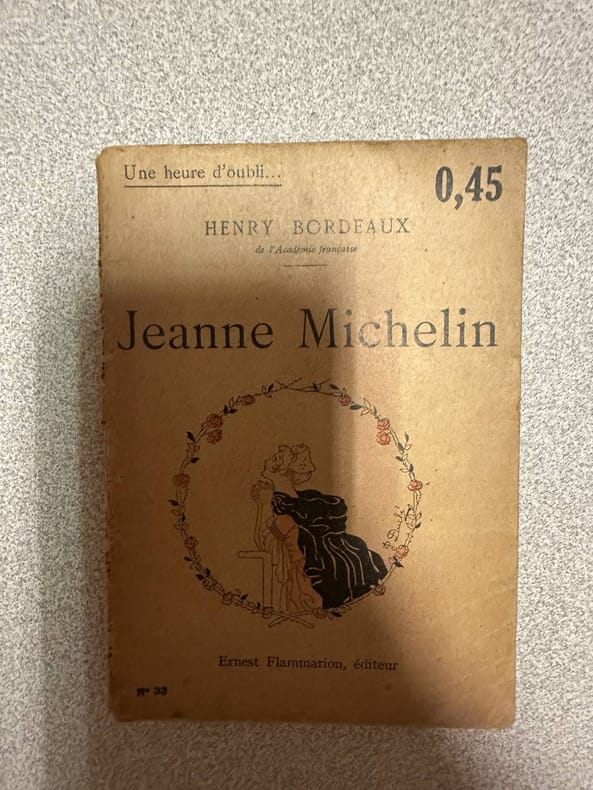 Une heure d'oubli...
0,45
HENRY BORDEAUX
de l'Académie française
Jeanne Michelin
Ernest Flammarion, éditeur
N° 33